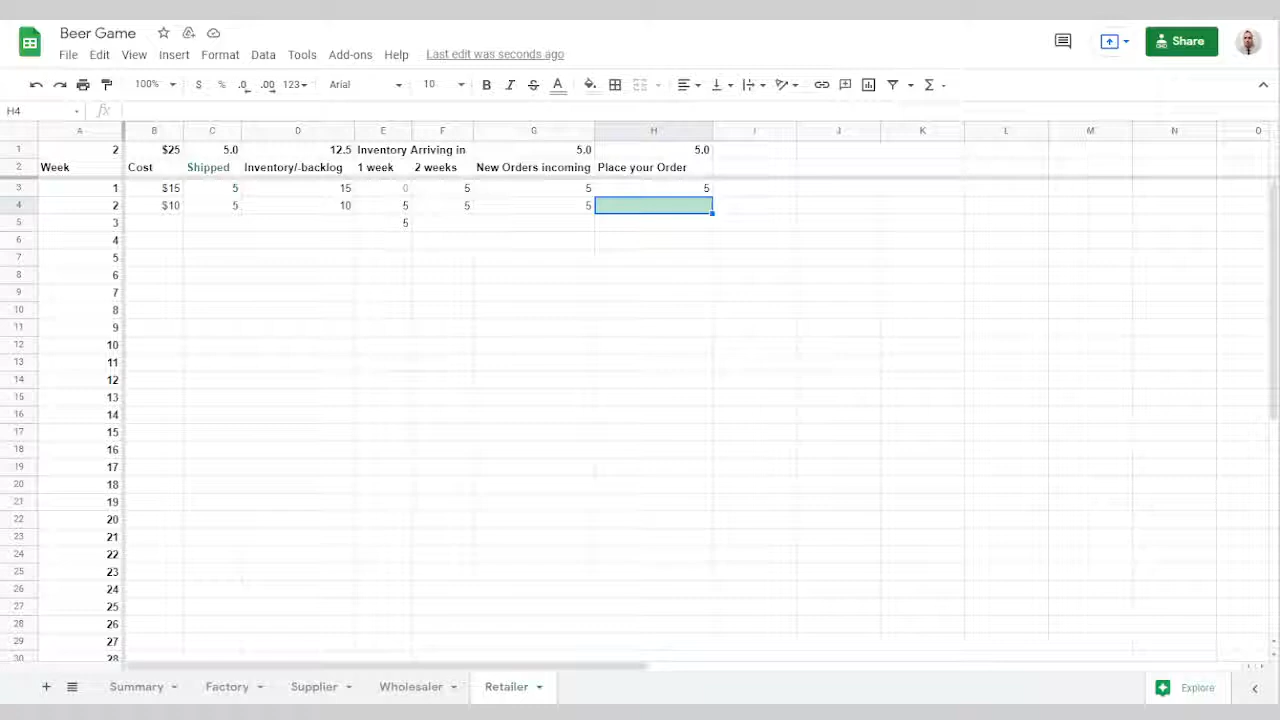 Beer Game
File Edit View Insert Format Data Tools Add-ons Help Last edit was seconds ago
Share
100% $ % .0 .00 123 Arial 10 B I S A
H4 fx
A B C D E F G H I J K L M N O
1 2 $25 5.0 12.5 Inventory Arriving in 5.0 5.0
2 Week Cost Shipped Inventory/-backlog 1 week 2 weeks New Orders incoming Place your Order
3 1 $15 5 15 0 5 5 5
4 2 $10 5 10 5 5 5
5 3 5
6 4
7 5
8 6
9 7
10 8
11 9
12 10
13 11
14 12
15 13
16 14
17 15
18 16
19 17
20 18
21 19
22 20
23 21
24 22
25 23
26 24
27 25
28 26
29 27
30 28
Summary Factory Supplier Wholesaler Retailer Explore